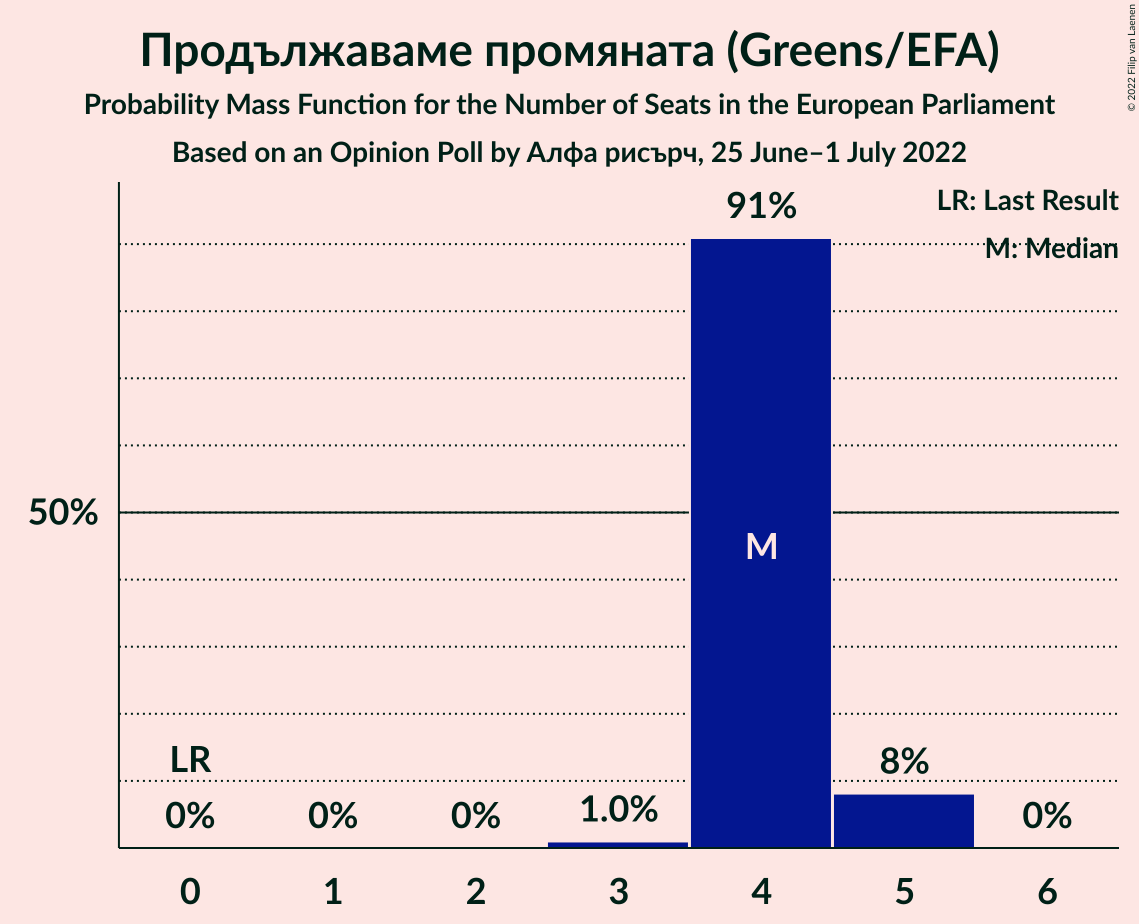 Продължаваме промяната (Greens/EFA)
Probability Mass Function for the Number of Seats in the European Parliament
Based on an Opinion Poll by Алфа рисърч, 25 June–1 July 2022
© 2022 Filip van Laenen
LR: Last Result
M: Median
91%
50%
M
LR
8%
0%
0%
0%
1.0%
0%
0
1
2
3
4
5
6